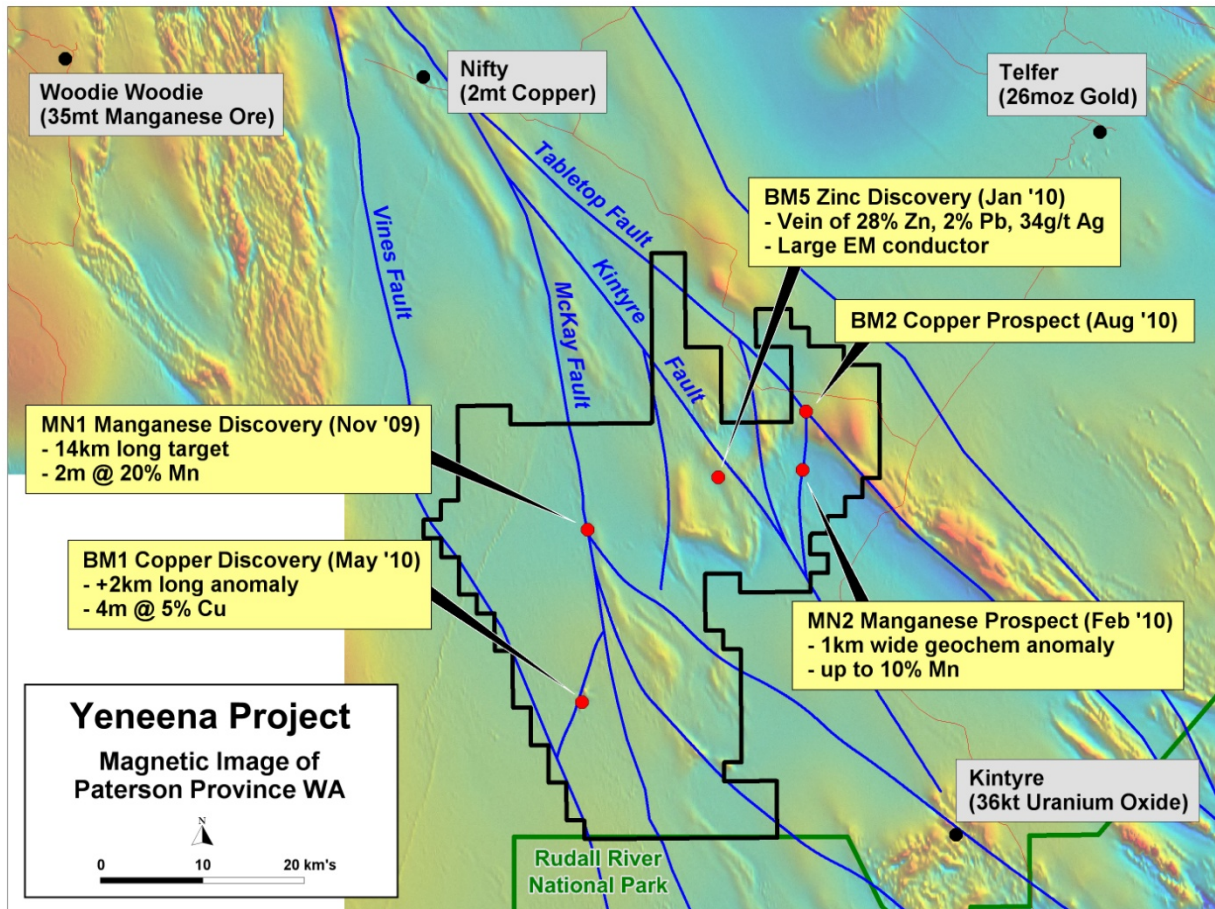 Woodie Woodie
(35mt Manganese Ore)
Nifty
(2mt Copper)
Telfer
(26moz Gold)
Tabletop Fault
Vines Fault
McKay Fault
Kintyre
Fault
BM5 Zinc Discovery (Jan '10)
- Vein of 28% Zn, 2% Pb, 34g/t Ag
- Large EM conductor
BM2 Copper Prospect (Aug '10)
MN1 Manganese Discovery (Nov '09)
- 14km long target
- 2m @ 20% Mn
BM1 Copper Discovery (May '10)
- +2km long anomaly
- 4m @ 5% Cu
MN2 Manganese Prospect (Feb '10)
- 1km wide geochem anomaly
- up to 10% Mn
Yeneena Project
Magnetic Image of
Paterson Province WA
N
0 10 20 km's
Kintyre
(36kt Uranium Oxide)
Rudall River
National Park